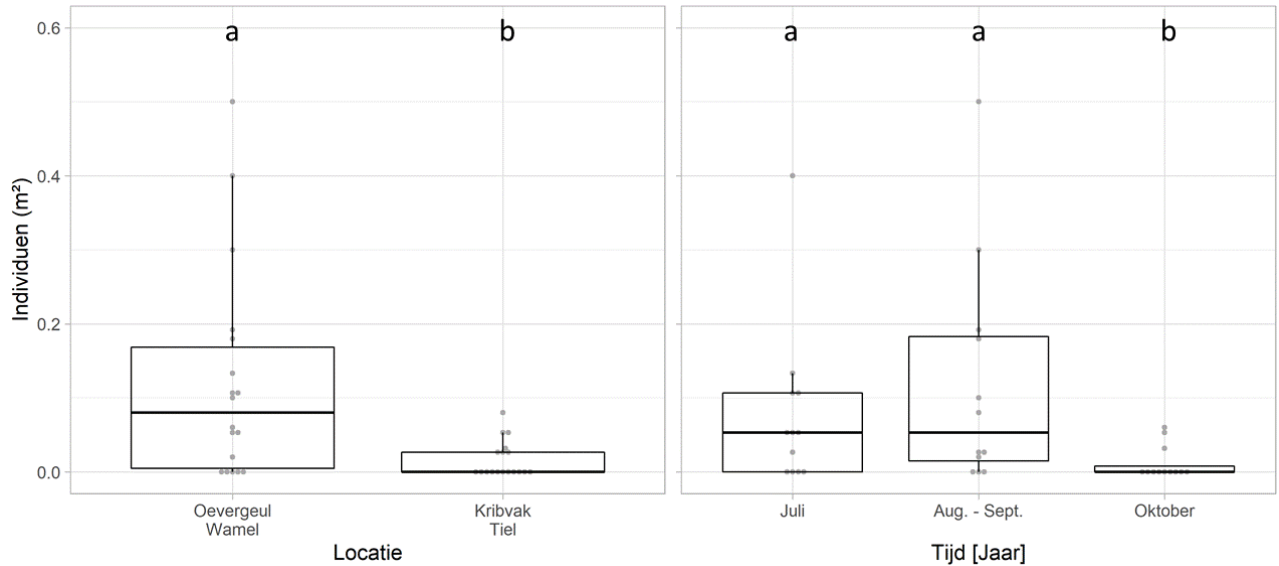 a
b
a
a
b
0.6
0.4
0.2
0.0
Individuen (m²)
Oevergeul
Wamel
Kribvak
Tiel
Locatie
Juli
Aug. - Sept.
Oktober
Tijd [Jaar]